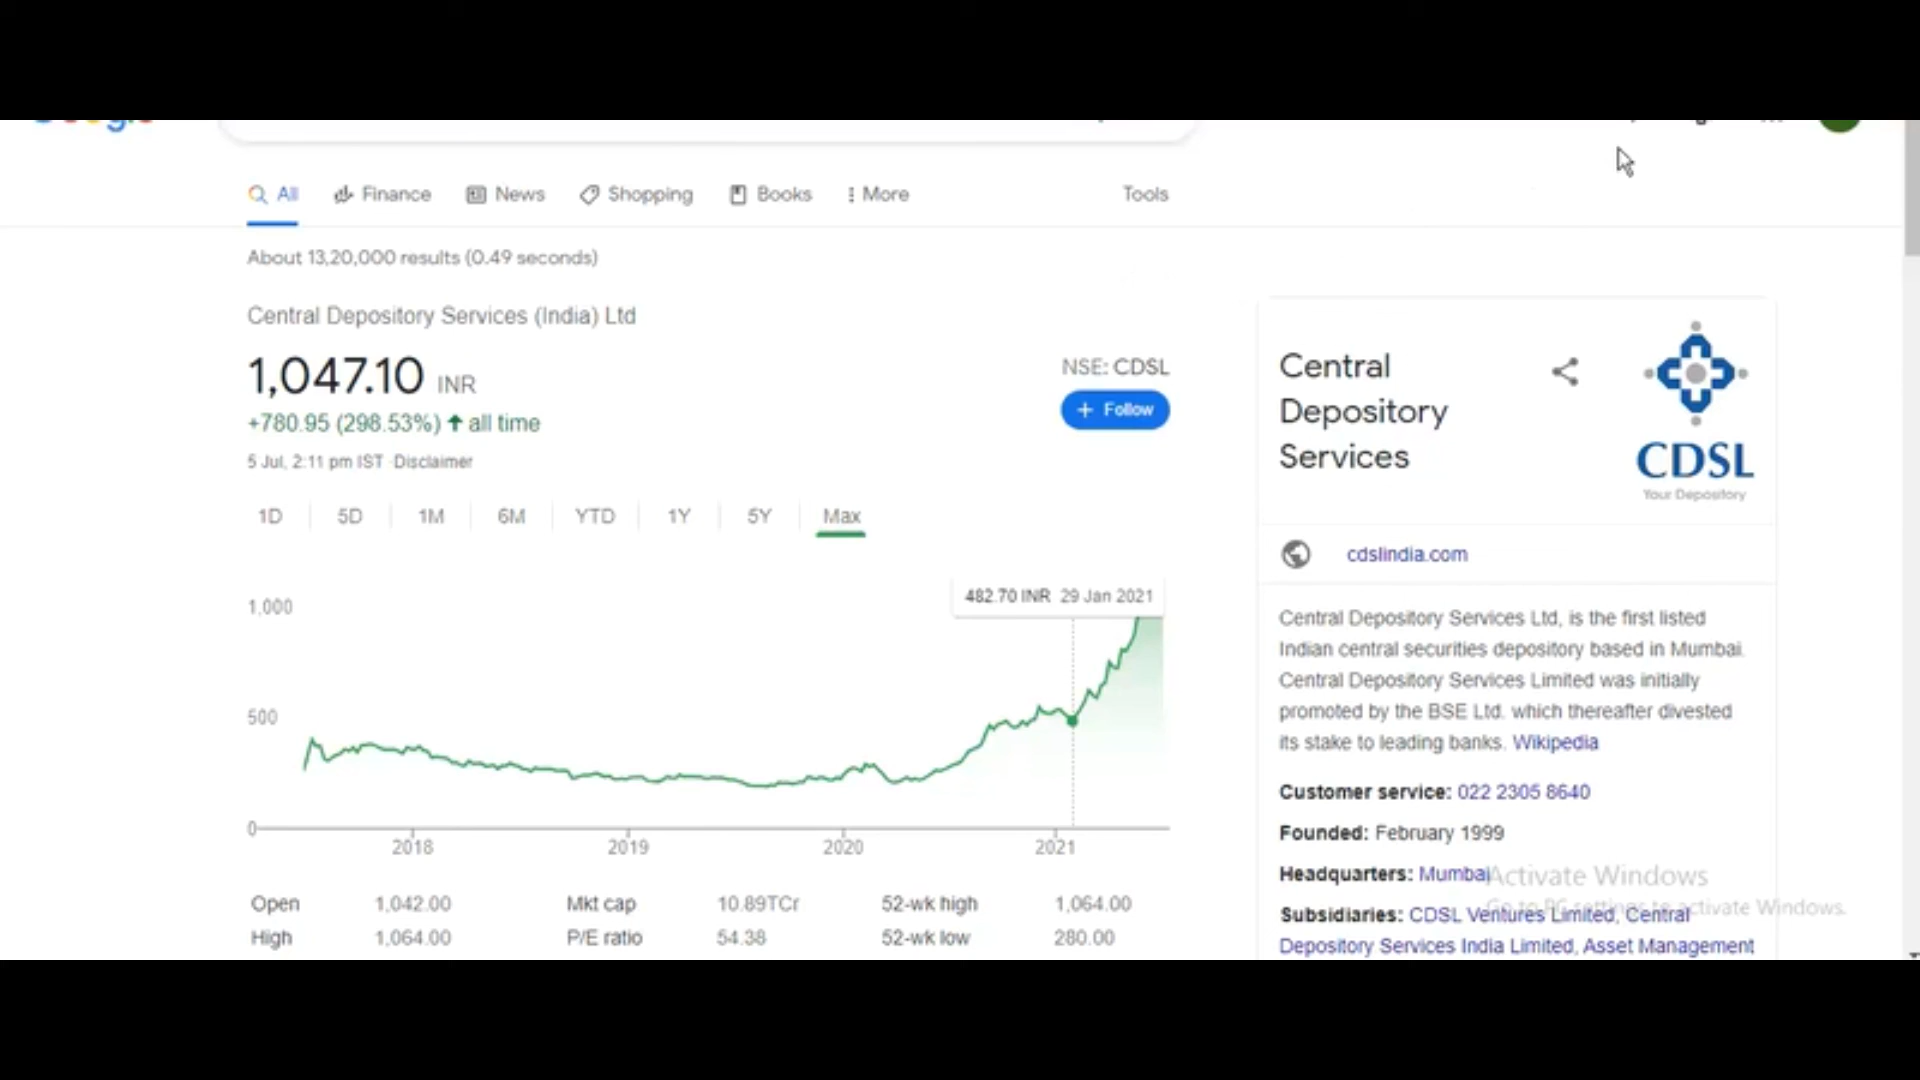 All Finance News Shopping Books More Tools
About 13,20,000 results (0.49 seconds)
Central Depository Services (India) Ltd
1,047.10 INR
+780.95 (298.53%) all time
5 Jul, 2:11 pm IST · Disclaimer
NSE: CDSL
+ Follow
1D 5D 1M 6M YTD 1Y 5Y Max
482.70 INR 29 Jan 2021
1,000
500
0
2018 2019 2020 2021
Open 1,042.00 Mkt cap 10.89TCr 52-wk high 1,064.00
High 1,064.00 P/E ratio 54.38 52-wk low 280.00
Central
Depository
Services
CDSL
Your Depository
cdslindia.com
Central Depository Services Ltd, is the first listed
Indian central securities depository based in Mumbai.
Central Depository Services Limited was initially
promoted by the BSE Ltd. which thereafter divested
its stake to leading banks. Wikipedia
Customer service: 022 2305 8640
Founded: February 1999
Headquarters: Mumbai
Subsidiaries: CDSL Ventures Limited, Central
Depository Services India Limited, Asset Management
Activate Windows
Go to PC settings to activate Windows.